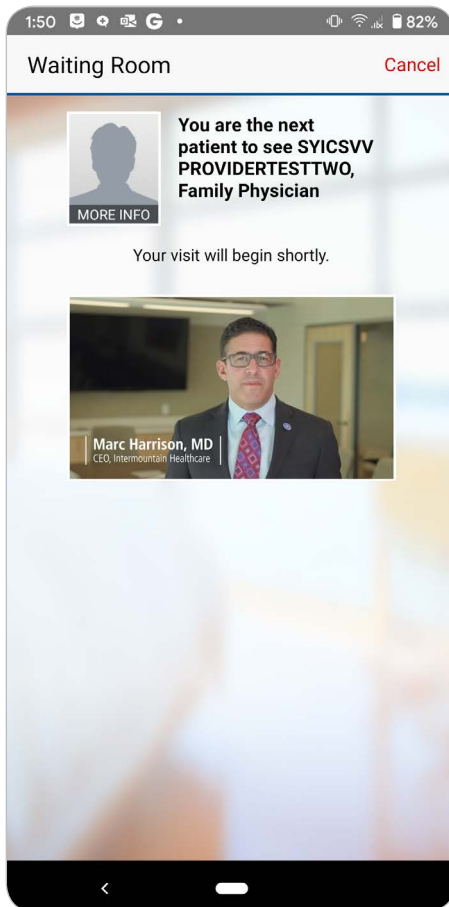 1:50 82%
Waiting Room Cancel
You are the next
patient to see SYICSVV
PROVIDERTESTTWO,
Family Physician
MORE INFO
Your visit will begin shortly.
Marc Harrison, MD
CEO, Intermountain Healthcare